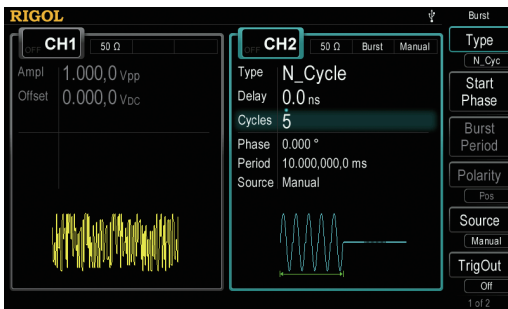 RIGOL
Burst
OFF CH1 50 Ω
Ampl 1.000,0 Vpp
Offset 0.000,0 VDC
OFF CH2 50 Ω Burst Manual
Type N_Cycle
Delay 0.0 ns
Cycles 5
Phase 0.000 °
Period 10.000,000,0 ms
Source Manual
Type
N_Cyc
Start
Phase
Burst
Period
Polarity
Pos
Source
Manual
TrigOut
Off
1 of 2